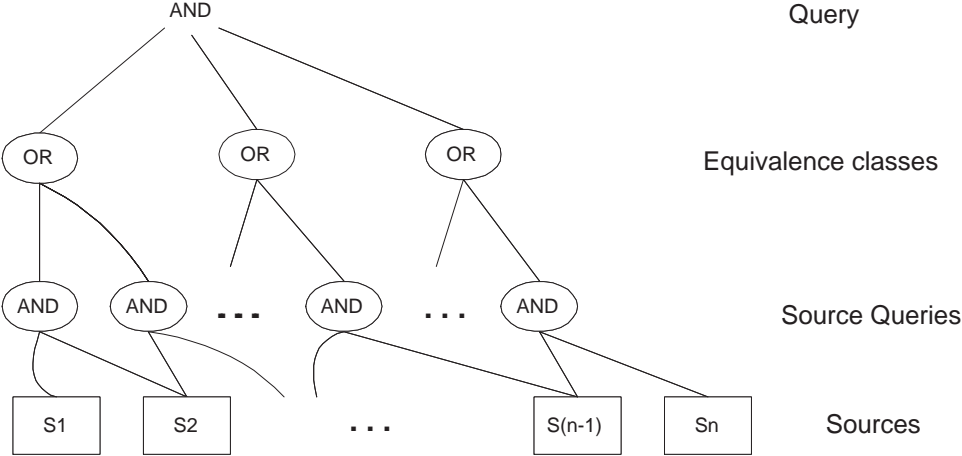 AND Query
OR OR OR Equivalence classes
AND AND ... AND ... AND Source Queries
S1 S2 ... S(n-1) Sn Sources